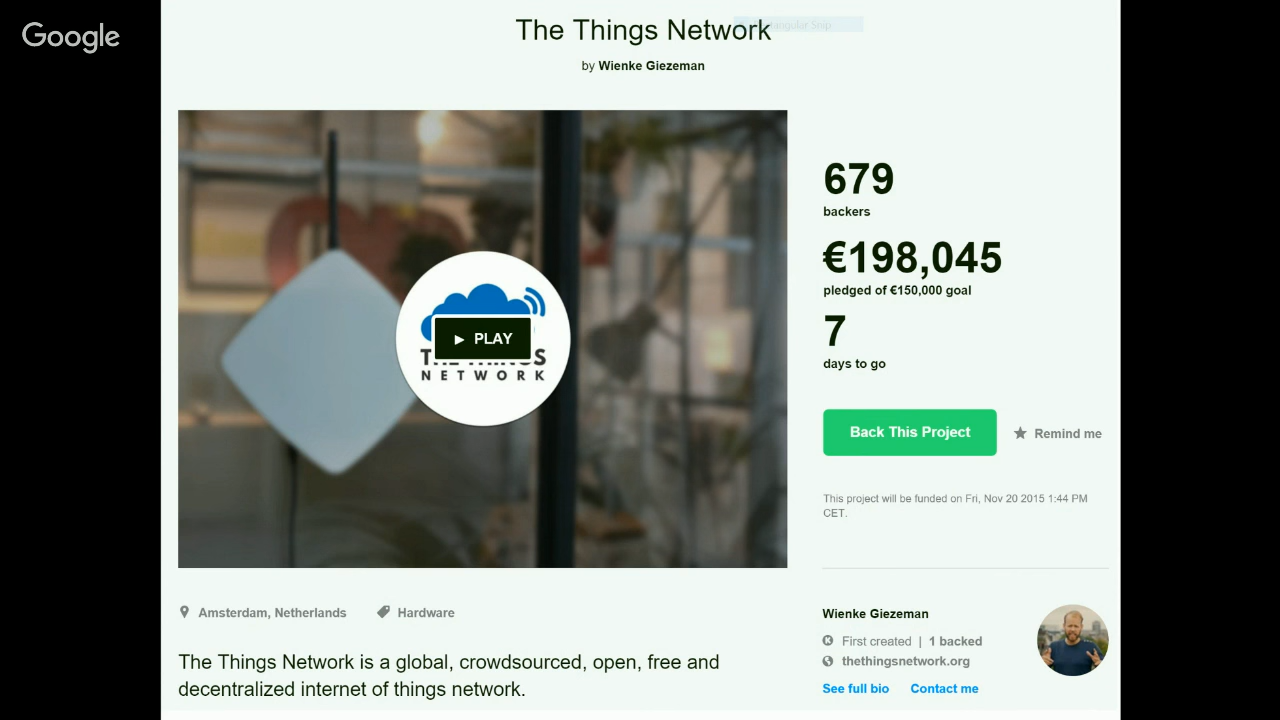 Google
The Things Network
Rectangular Snip
by Wienke Giezeman
PLAY
NETWORK
679
backers
€198,045
pledged of €150,000 goal
7
days to go
Back This Project
Remind me
This project will be funded on Fri, Nov 20 2015 1:44 PM
CET.
Amsterdam, Netherlands
Hardware
The Things Network is a global, crowdsourced, open, free and
decentralized internet of things network.
Wienke Giezeman
First created | 1 backed
thethingsnetwork.org
See full bio
Contact me